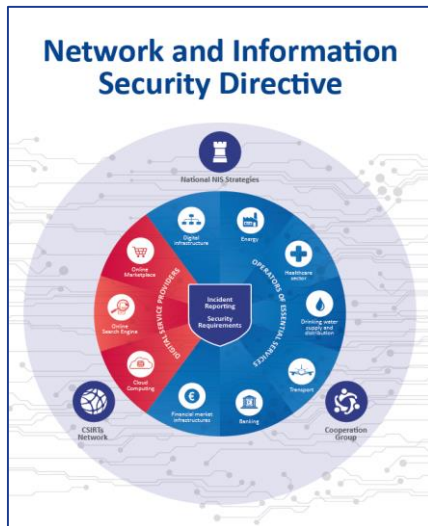 Network and Information
Security Directive
National NIS Strategies
Digital
infrastructure
Energy
Online
Marketplace
Healthcare
sector
DIGITAL SERVICE PROVIDERS
OPERATORS OF ESSENTIAL SERVICES
Incident
Reporting
Security
Requirements
Online
Search Engine
Drinking water
supply and
distribution
Cloud
Computing
Transport
Financial market
infrastructures
Banking
CSIRTs
Network
Cooperation
Group